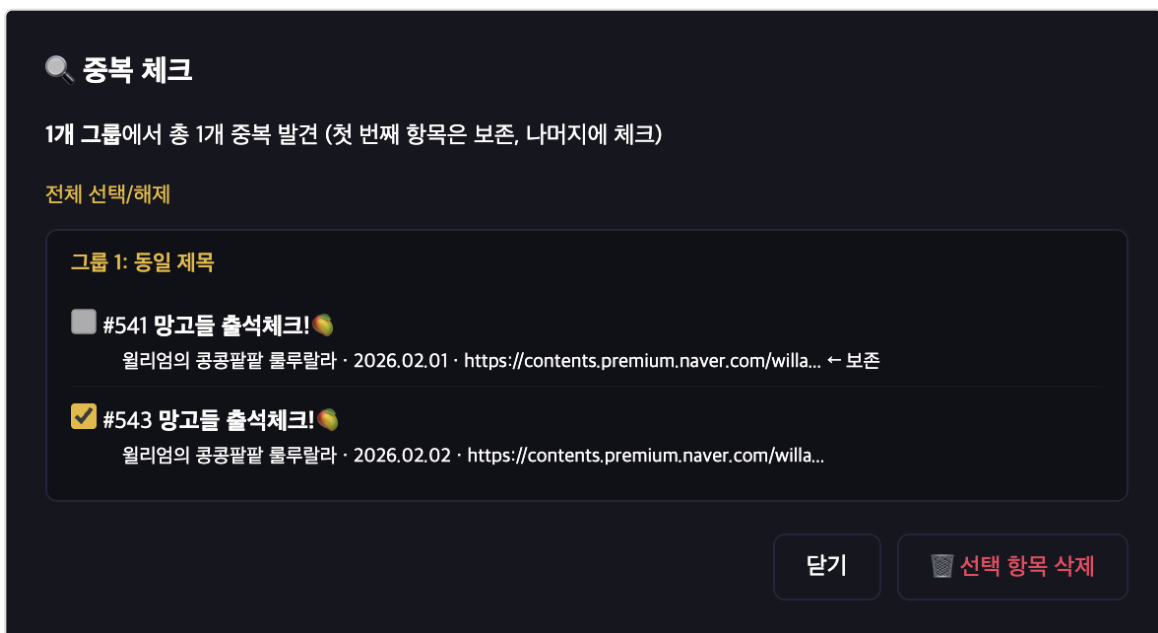 🔍 중복 체크
1개 그룹에서 총 1개 중복 발견 (첫 번째 항목은 보존, 나머지에 체크)
전체 선택/해제
그룹 1: 동일 제목
#541 망고들 출석체크!🥭
윌리엄의 콩콩팥팥 룰루랄라 · 2026.02.01 · https://contents.premium.naver.com/willa... ← 보존
#543 망고들 출석체크!🥭
윌리엄의 콩콩팥팥 룰루랄라 · 2026.02.02 · https://contents.premium.naver.com/willa...
닫기
🗑️ 선택 항목 삭제